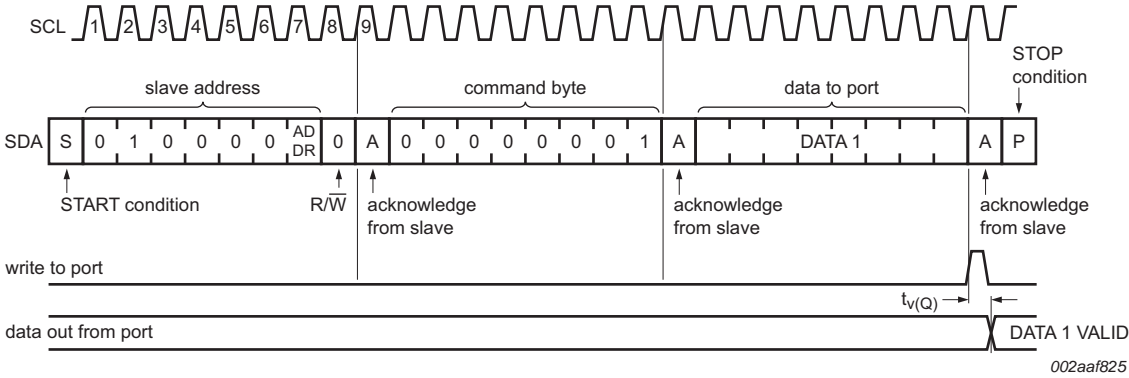 SCL 1 2 3 4 5 6 7 8 9
STOP
condition
slave address command byte data to port
SDA S 0 1 0 0 0 0 AD DR 0 A 0 0 0 0 0 0 0 1 A DATA 1 A P
START condition R/W̅ acknowledge from slave acknowledge from slave acknowledge from slave
write to port
tv(Q)
data out from port DATA 1 VALID
002aaf825